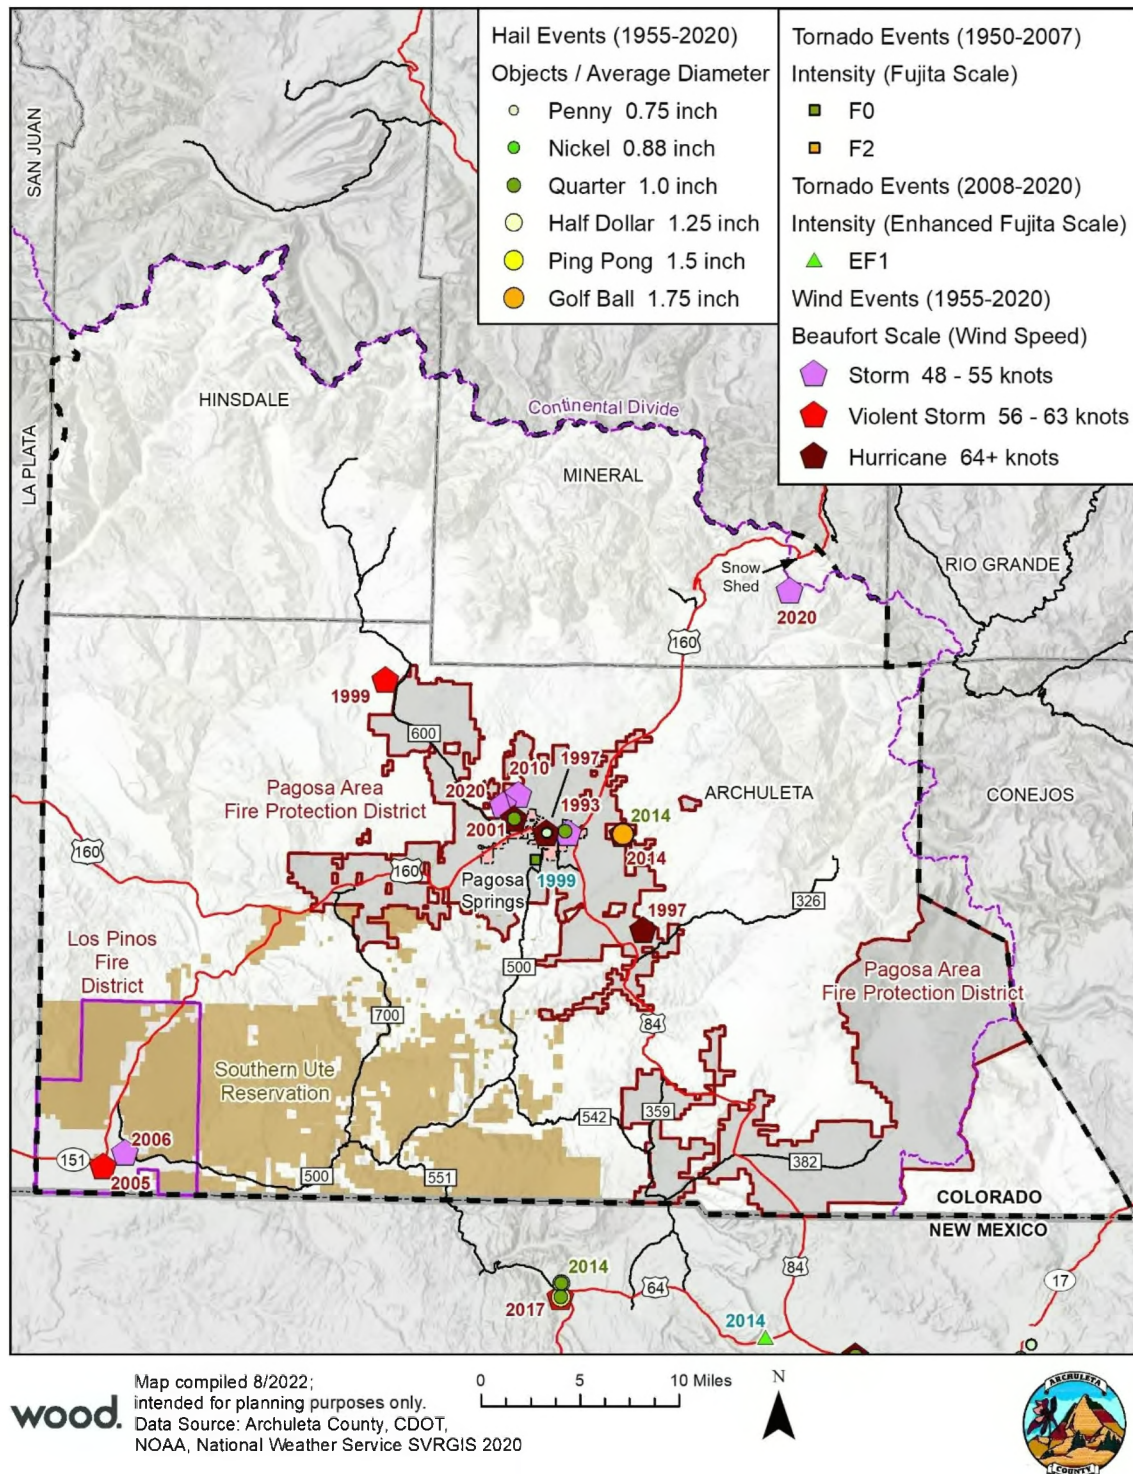 Hail Events (1955-2020)
Objects / Average Diameter
Penny 0.75 inch
Nickel 0.88 inch
Quarter 1.0 inch
Half Dollar 1.25 inch
Ping Pong 1.5 inch
Golf Ball 1.75 inch
Tornado Events (1950-2007)
Intensity (Fujita Scale)
F0
F2
Tornado Events (2008-2020)
Intensity (Enhanced Fujita Scale)
EF1
Wind Events (1955-2020)
Beaufort Scale (Wind Speed)
Storm 48 - 55 knots
Violent Storm 56 - 63 knots
Hurricane 64+ knots
SAN JUAN
LA PLATA
HINSDALE
Continental Divide
MINERAL
RIO GRANDE
Snow
Shed
2020
160
1999
600
2010
1997
2020
1993
2001
2014
2014
ARCHULETA
CONEJOS
Pagosa Area
Fire Protection District
160
160
Pagosa
Springs
1999
326
1997
Los Pinos
Fire
District
500
Pagosa Area
Fire Protection District
700
84
Southern Ute
Reservation
542
359
2006
151
2005
500
551
382
COLORADO
NEW MEXICO
2014
84
64
17
2017
2014
wood.
Map compiled 8/2022;
intended for planning purposes only.
Data Source: Archuleta County, CDOT,
NOAA, National Weather Service SVRGIS 2020
0 5 10 Miles
N
ARCHULETA
COUNTY